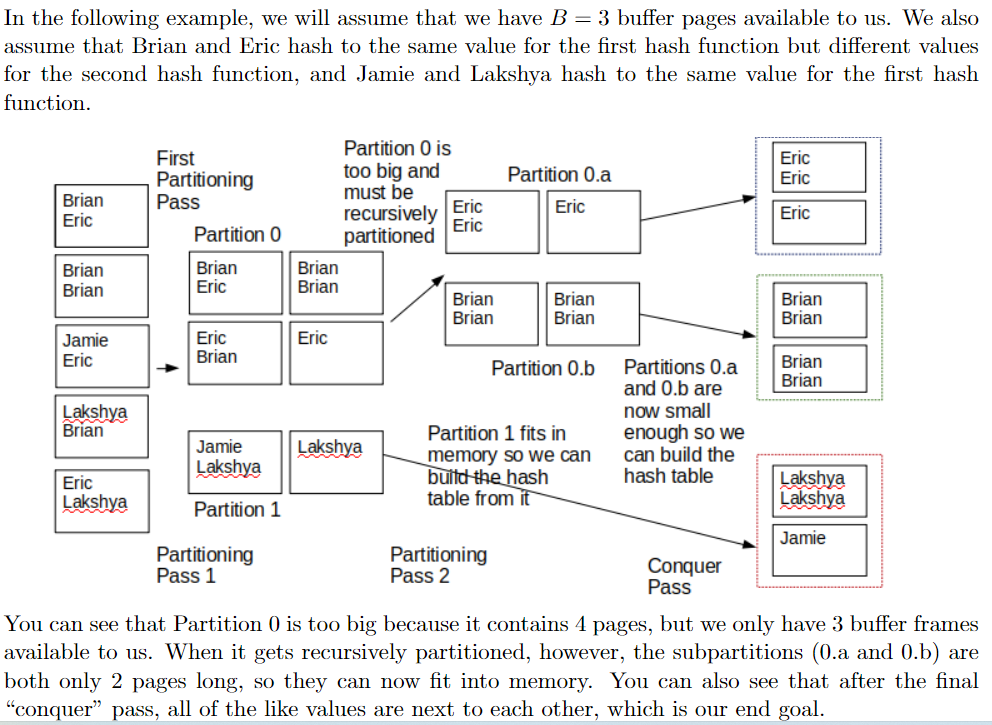 In the following example, we will assume that we have B = 3 buffer pages available to us. We also
assume that Brian and Eric hash to the same value for the first hash function but different values
for the second hash function, and Jamie and Lakshya hash to the same value for the first hash
function.
Brian
Eric
Brian
Brian
Jamie
Eric
Lakshya
Brian
Eric
Lakshya
First
Partitioning
Pass
Partition 0
Brian
Eric
Brian
Brian
Eric
Brian
Eric
Jamie
Lakshya
Lakshya
Partition 1
Partitioning
Pass 1
Partition 0 is
too big and
must be
recursively
partitioned
Partition 0.a
Eric
Eric
Eric
Brian
Brian
Brian
Brian
Partition 0.b
Partition 1 fits in
memory so we can
build the hash
table from it
Partitioning
Pass 2
Partitions 0.a
and 0.b are
now small
enough so we
can build the
hash table
Conquer
Pass
Eric
Eric
Eric
Brian
Brian
Brian
Brian
Lakshya
Lakshya
Jamie
You can see that Partition 0 is too big because it contains 4 pages, but we only have 3 buffer frames
available to us. When it gets recursively partitioned, however, the subpartitions (0.a and 0.b) are
both only 2 pages long, so they can now fit into memory. You can also see that after the final
“conquer” pass, all of the like values are next to each other, which is our end goal.